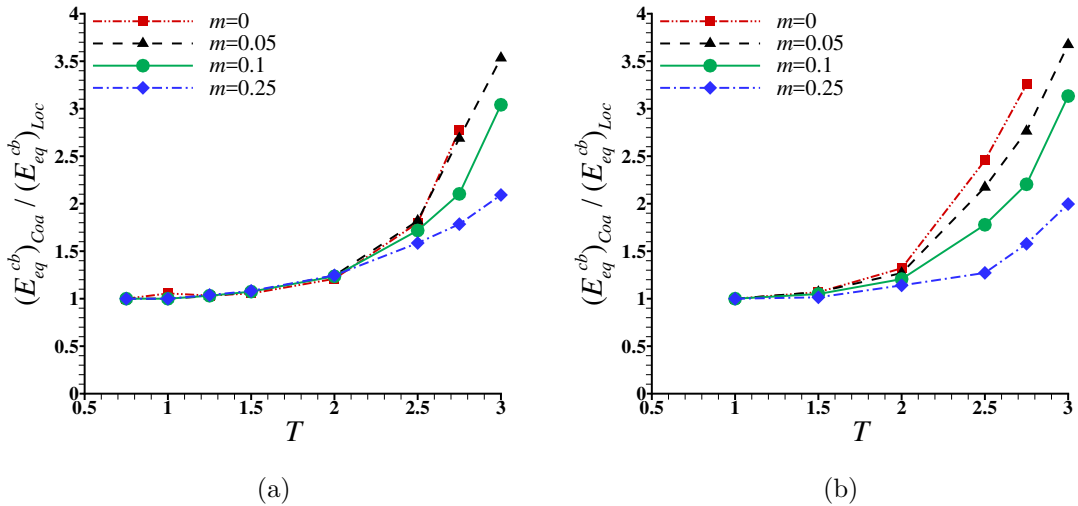 (E_eq^cb)_Coa / (E_eq^cb)_Loc
4
3.5
3
2.5
2
1.5
1
0.5
0
m=0
m=0.05
m=0.1
m=0.25
0.5 1 1.5 2 2.5 3
T
(a)
(E_eq^cb)_Coa / (E_eq^cb)_Loc
4
3.5
3
2.5
2
1.5
1
0.5
0
m=0
m=0.05
m=0.1
m=0.25
0.5 1 1.5 2 2.5 3
T
(b)